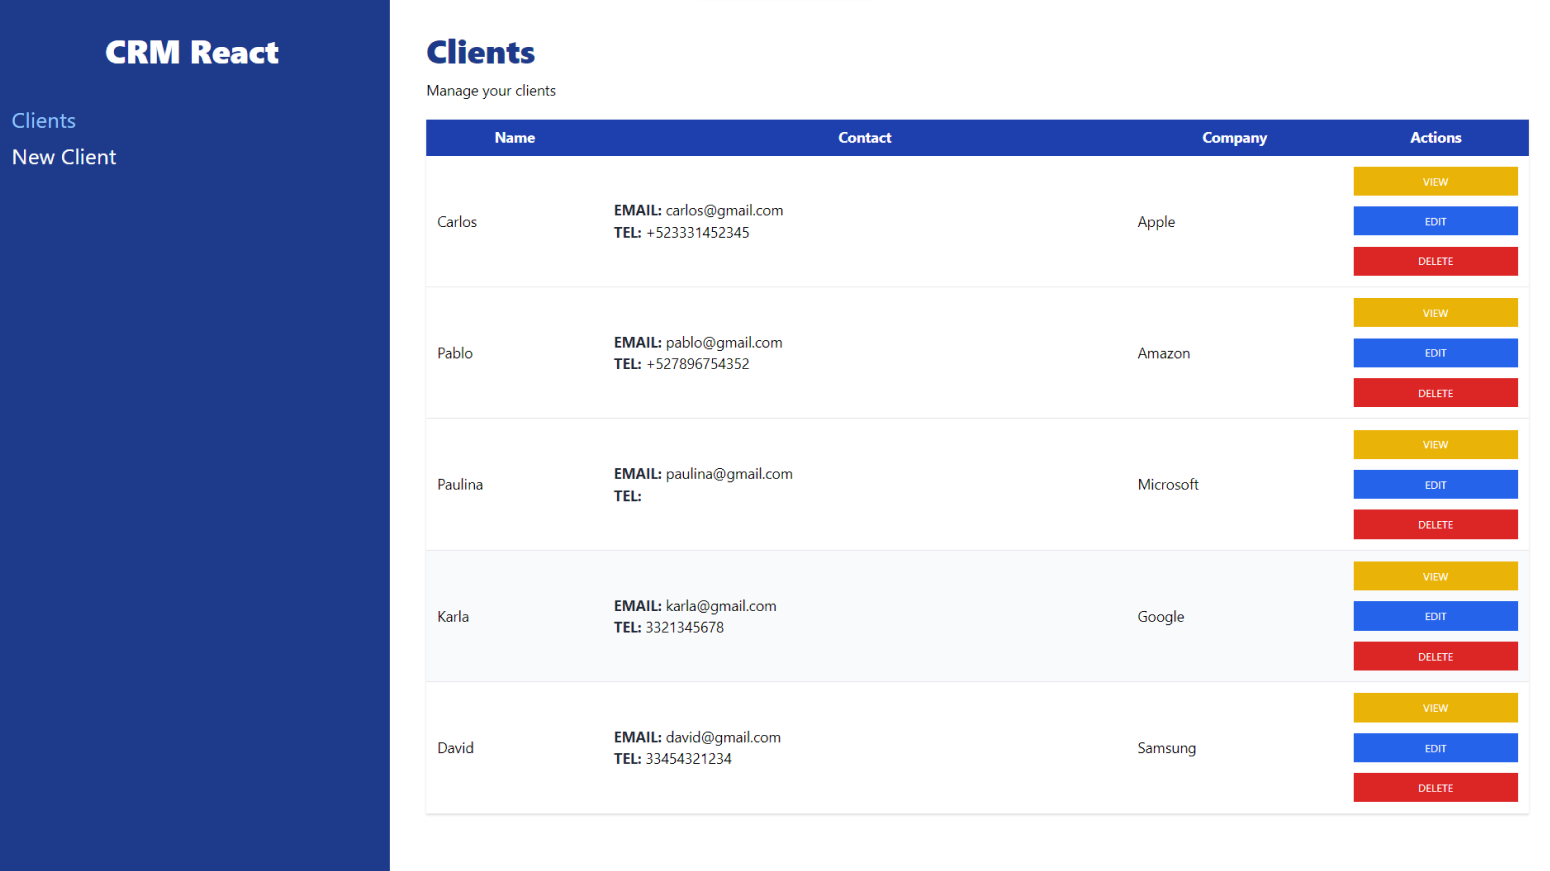 CRM React
Clients
New Client
Clients
Manage your clients
Name Contact Company Actions
Carlos
EMAIL: carlos@gmail.com
TEL: +523331452345
Apple
VIEW
EDIT
DELETE
Pablo
EMAIL: pablo@gmail.com
TEL: +527896754352
Amazon
VIEW
EDIT
DELETE
Paulina
EMAIL: paulina@gmail.com
TEL:
Microsoft
VIEW
EDIT
DELETE
Karla
EMAIL: karla@gmail.com
TEL: 3321345678
Google
VIEW
EDIT
DELETE
David
EMAIL: david@gmail.com
TEL: 33454321234
Samsung
VIEW
EDIT
DELETE